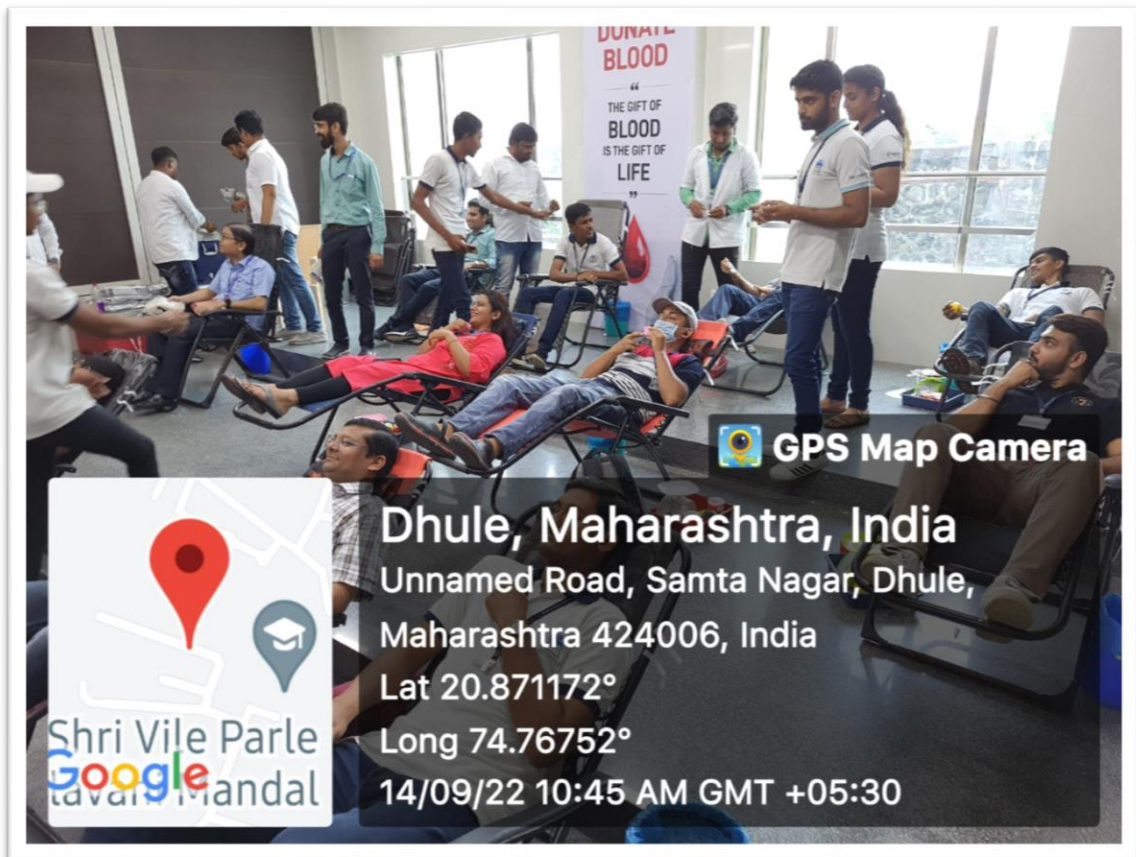 DONATE
BLOOD
“
THE GIFT OF
BLOOD
IS THE GIFT OF
LIFE
”
GPS Map Camera
Dhule, Maharashtra, India
Unnamed Road, Samta Nagar, Dhule,
Maharashtra 424006, India
Lat 20.871172°
Long 74.76752°
14/09/22 10:45 AM GMT +05:30
Shri Vile Parle
Mandal
Google